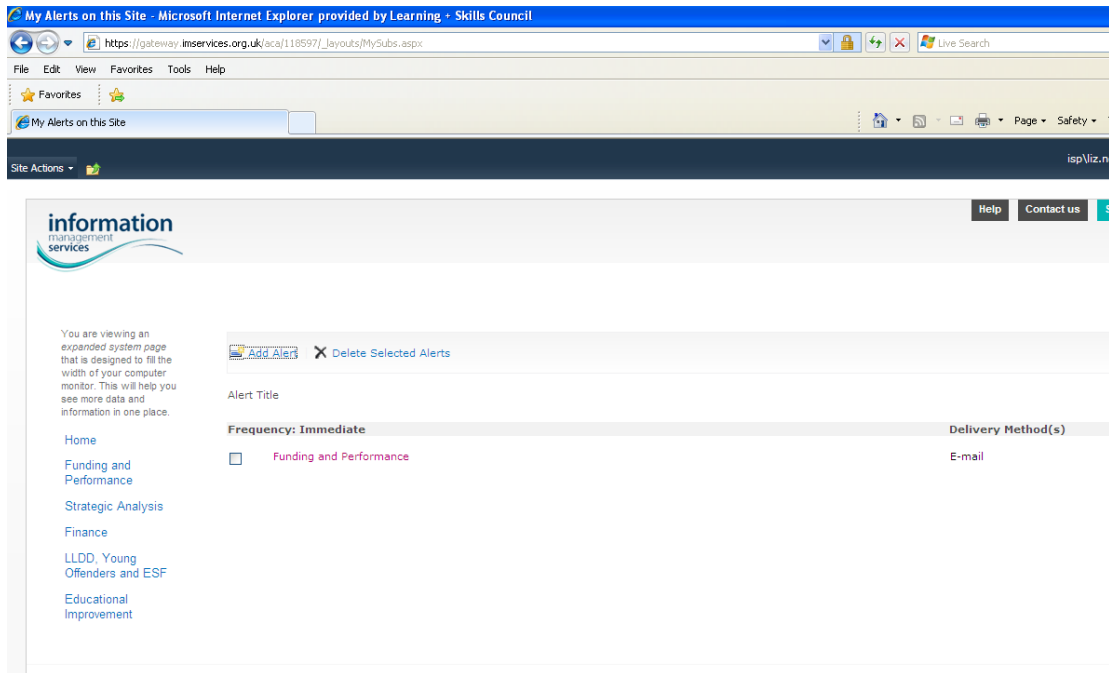 My Alerts on this Site - Microsoft Internet Explorer provided by Learning + Skills Council
https://gateway.imservices.org.uk/aca/118597/_layouts/MySubs.aspx
Live Search
File Edit View Favorites Tools Help
Favorites
My Alerts on this Site
Page Safety
Site Actions
isp\liz.n
Help Contact us S
information
management
services
You are viewing an
expanded system page
that is designed to fill the
width of your computer
monitor. This will help you
see more data and
information in one place.
Home
Funding and
Performance
Strategic Analysis
Finance
LLDD, Young
Offenders and ESF
Educational
Improvement
Add Alert Delete Selected Alerts
Alert Title
Frequency: Immediate Delivery Method(s)
Funding and Performance E-mail